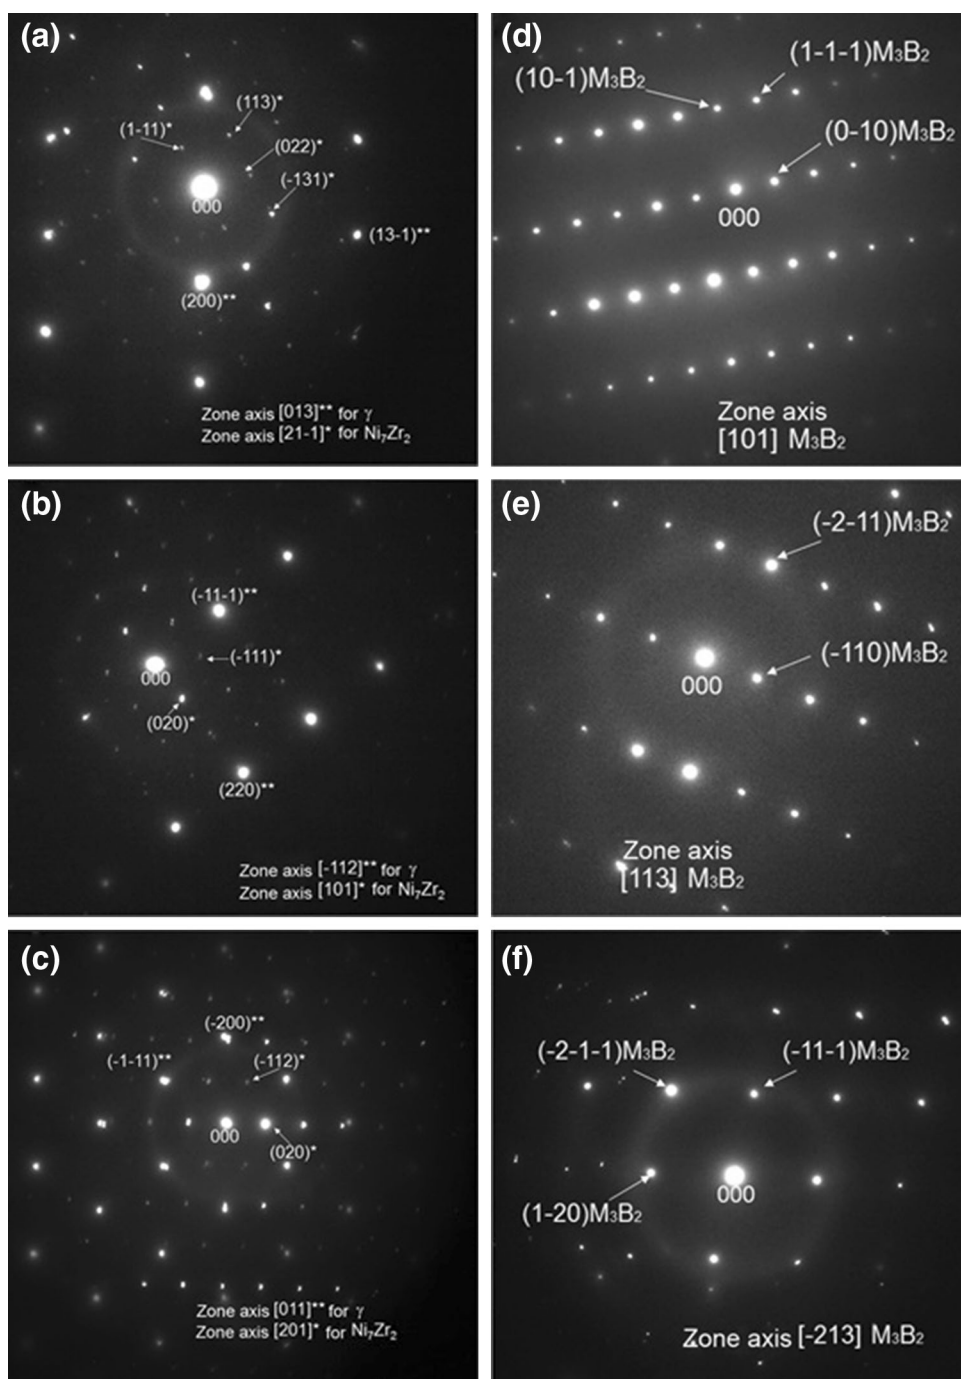 (a)
(113)*
(1-11)*
(022)*
(-131)*
000
(13-1)**
(200)**
Zone axis [013]** for γ
Zone axis [21-1]* for Ni₇Zr₂
(d)
(1-1-1)M₃B₂
(10-1)M₃B₂
(0-10)M₃B₂
000
Zone axis
[101] M₃B₂
(b)
(-11-1)**
(-111)*
000
(020)*
(220)**
Zone axis [-112]** for γ
Zone axis [101]* for Ni₇Zr₂
(e)
(-2-11)M₃B₂
(-110)M₃B₂
000
Zone axis
[113] M₃B₂
(c)
(-200)**
(-1-11)**
(-112)*
000
(020)*
Zone axis [011]** for γ
Zone axis [201]* for Ni₇Zr₂
(f)
(-2-1-1)M₃B₂
(-11-1)M₃B₂
000
(1-20)M₃B₂
Zone axis [-213] M₃B₂